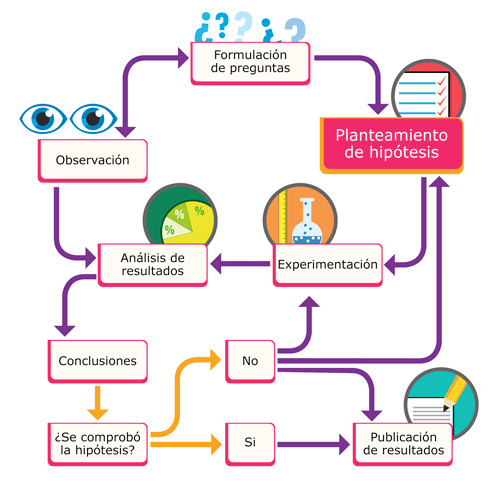 ¿? ¿?
Formulación
de preguntas
Planteamiento
de hipótesis
Observación
%
%
%
Análisis de
resultados
Experimentación
Conclusiones
No
¿Se comprobó
la hipótesis?
Si
Publicación
de resultados